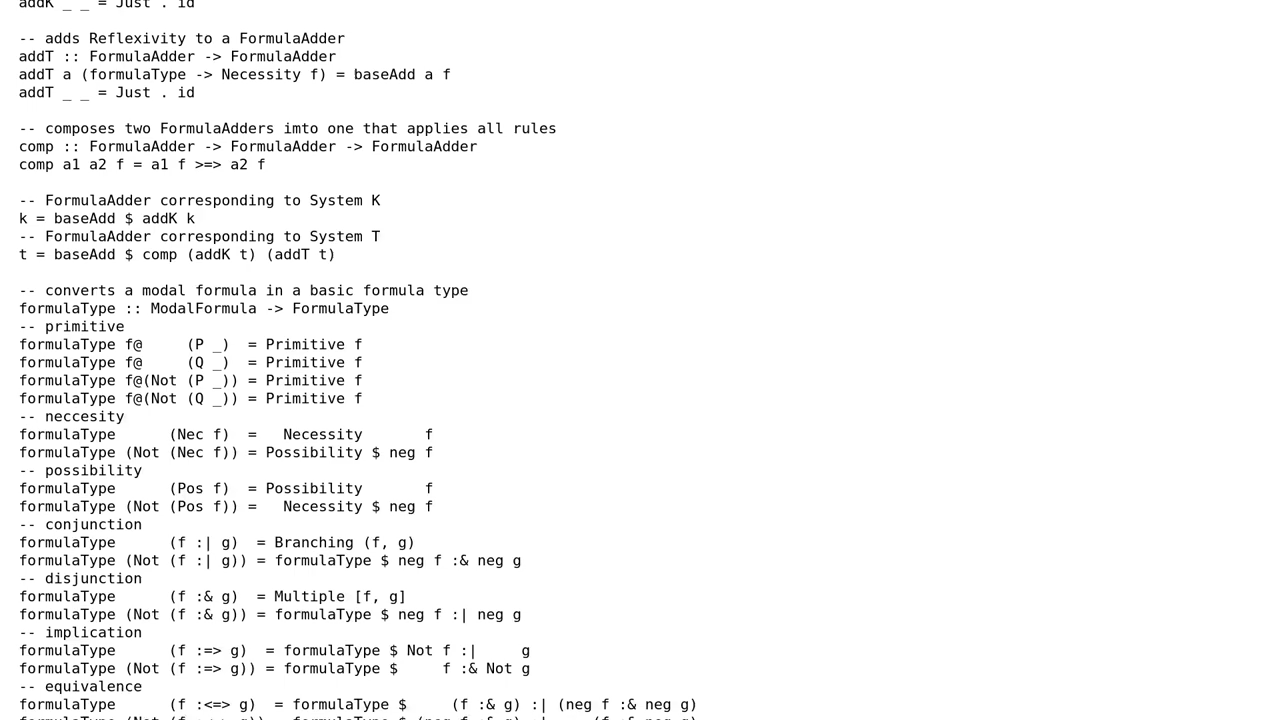 addK _ _ = Just . id

-- adds Reflexivity to a FormulaAdder
addT :: FormulaAdder -> FormulaAdder
addT a (formulaType -> Necessity f) = baseAdd a f
addT _ _ = Just . id

-- composes two FormulaAdders imto one that applies all rules
comp :: FormulaAdder -> FormulaAdder -> FormulaAdder
comp a1 a2 f = a1 f >=> a2 f

-- FormulaAdder corresponding to System K
k = baseAdd $ addK k
-- FormulaAdder corresponding to System T
t = baseAdd $ comp (addK t) (addT t)

-- converts a modal formula in a basic formula type
formulaType :: ModalFormula -> FormulaType
-- primitive
formulaType f@     (P _)  = Primitive f
formulaType f@     (Q _)  = Primitive f
formulaType f@(Not (P _)) = Primitive f
formulaType f@(Not (Q _)) = Primitive f
-- neccesity
formulaType      (Nec f)  =   Necessity       f
formulaType (Not (Nec f)) = Possibility $ neg f
-- possibility
formulaType      (Pos f)  = Possibility       f
formulaType (Not (Pos f)) =   Necessity $ neg f
-- conjunction
formulaType      (f :| g)  = Branching (f, g)
formulaType (Not (f :| g)) = formulaType $ neg f :& neg g
-- disjunction
formulaType      (f :& g)  = Multiple [f, g]
formulaType (Not (f :& g)) = formulaType $ neg f :| neg g
-- implication
formulaType      (f :=> g)  = formulaType $ Not f :|     g
formulaType (Not (f :=> g)) = formulaType $     f :& Not g
-- equivalence
formulaType      (f :<=> g)  = formulaType $     (f :& g) :| (neg f :& neg g)